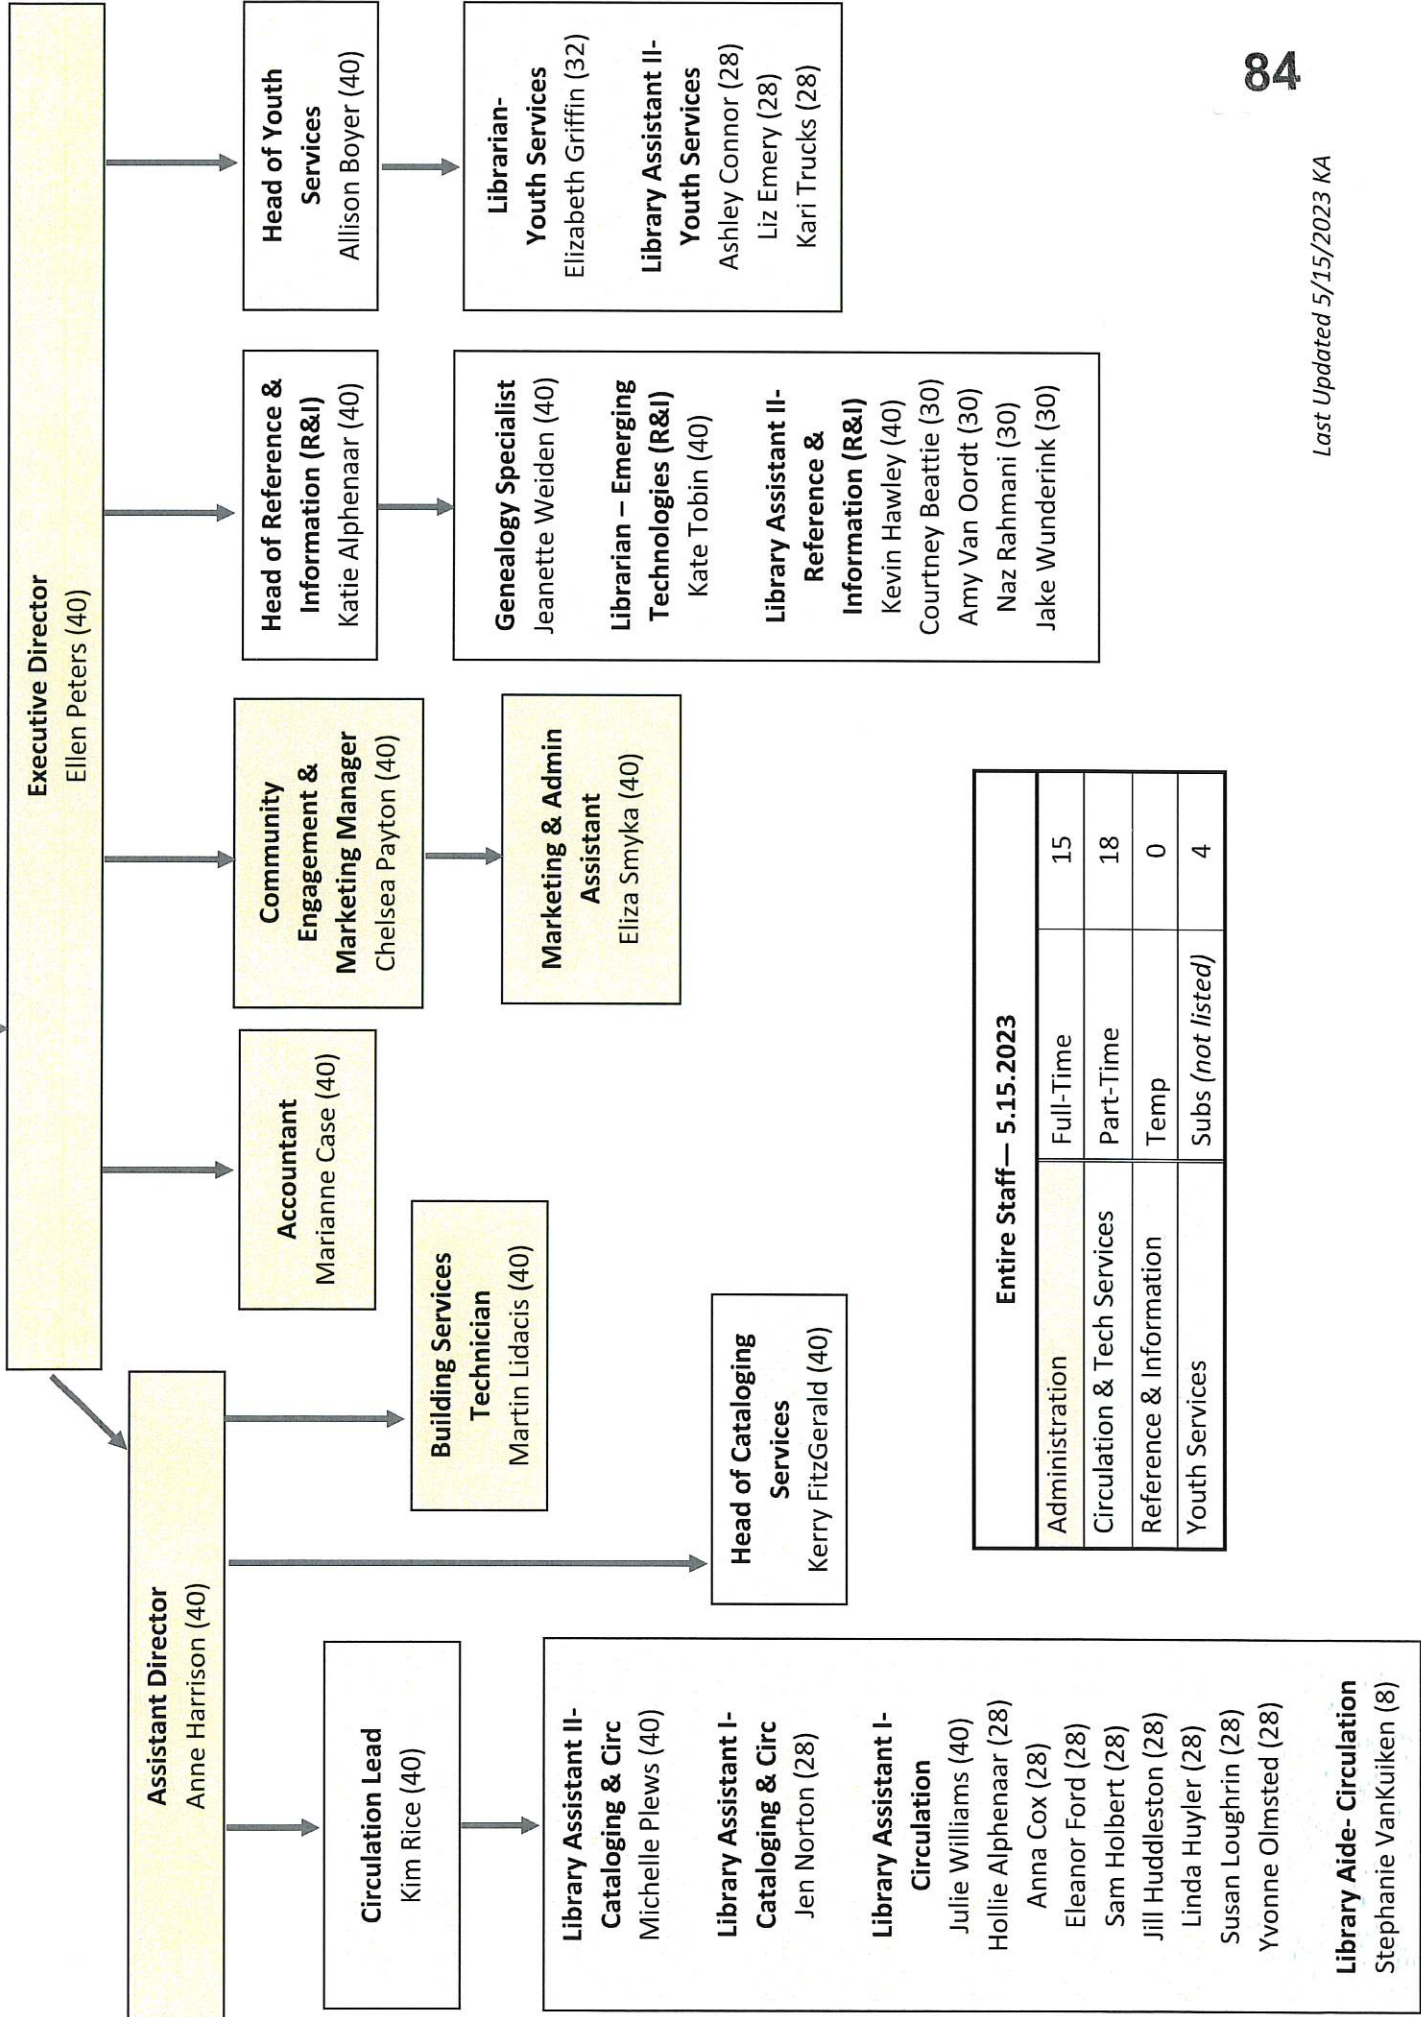 Executive Director
Ellen Peters (40)
Assistant Director
Anne Harrison (40)
Circulation Lead
Kim Rice (40)
Library Assistant II-
Cataloging & Circ
Michelle Plews (40)
Library Assistant I-
Cataloging & Circ
Jen Norton (28)
Library Assistant I-
Circulation
Julie Williams (40)
Hollie Alphenaar (28)
Anna Cox (28)
Eleanor Ford (28)
Sam Holbert (28)
Jill Huddleston (28)
Linda Huyler (28)
Susan Loughrin (28)
Yvonne Olmsted (28)
Library Aide- Circulation
Stephanie VanKuiken (8)
Head of Cataloging
Services
Kerry FitzGerald (40)
Building Services
Technician
Martin Lidacis (40)
Accountant
Marianne Case (40)
Community
Engagement &
Marketing Manager
Chelsea Payton (40)
Marketing & Admin
Assistant
Eliza Smyka (40)
Head of Reference &
Information (R&I)
Katie Alphenaar (40)
Genealogy Specialist
Jeanette Weiden (40)
Librarian – Emerging
Technologies (R&I)
Kate Tobin (40)
Library Assistant II-
Reference &
Information (R&I)
Kevin Hawley (40)
Courtney Beattie (30)
Amy Van Oordt (30)
Naz Rahmani (30)
Jake Wunderink (30)
Head of Youth
Services
Allison Boyer (40)
Librarian-
Youth Services
Elizabeth Griffin (32)
Library Assistant II-
Youth Services
Ashley Connor (28)
Liz Emery (28)
Kari Trucks (28)
Entire Staff— 5.15.2023
Administration Full-Time 15
Circulation & Tech Services Part-Time 18
Reference & Information Temp 0
Youth Services Subs (not listed) 4
Last Updated 5/15/2023 KA
84